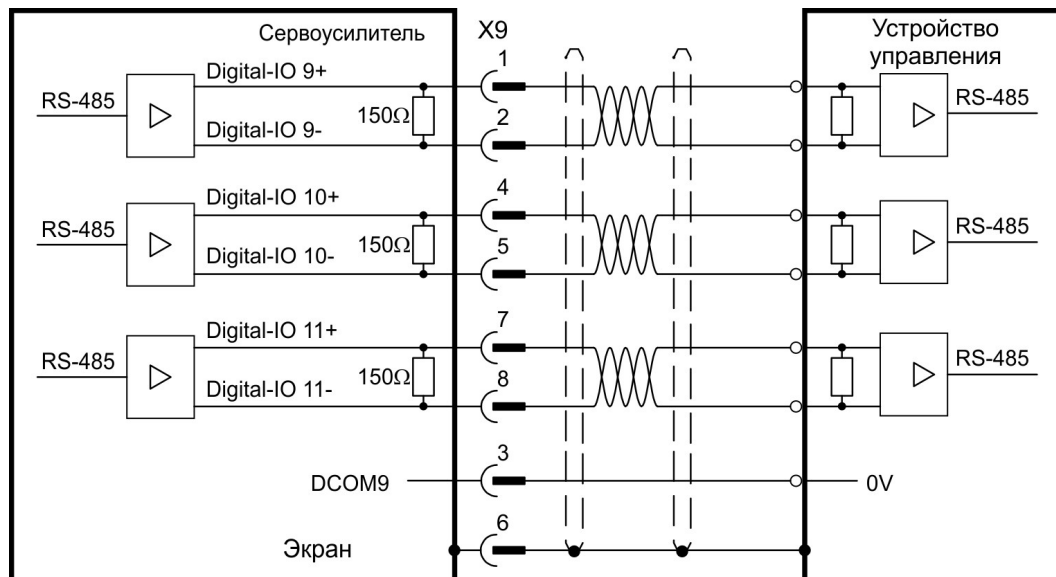 Сервоусилитель
X9
Устройство
управления
Digital-IO 9+
1
RS-485
150Ω
RS-485
Digital-IO 9-
2
Digital-IO 10+
4
RS-485
150Ω
RS-485
Digital-IO 10-
5
Digital-IO 11+
7
RS-485
150Ω
RS-485
Digital-IO 11-
8
3
DCOM9
0V
6
Экран